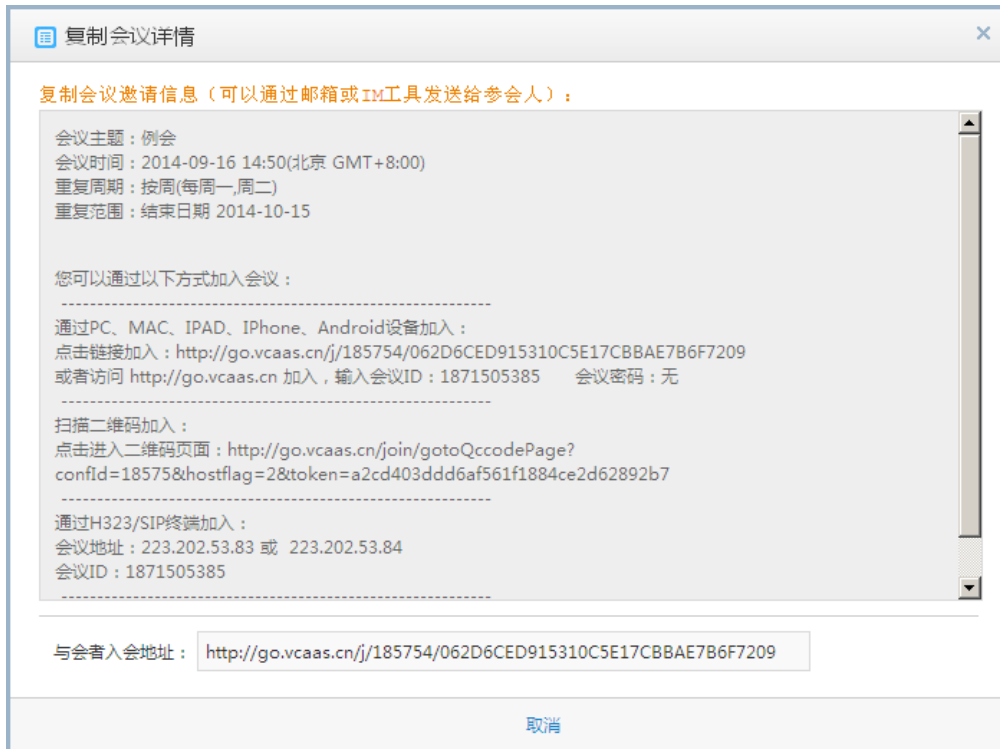 复制会议详情
复制会议邀请信息（可以通过邮箱或IM工具发送给参会人）：
会议主题：例会
会议时间：2014-09-16 14:50(北京 GMT+8:00)
重复周期：按周(每周一,周二)
重复范围：结束日期 2014-10-15
您可以通过以下方式加入会议：
------------------------------------------------------------
通过PC、MAC、IPAD、IPhone、Android设备加入：
点击链接加入：http://go.vcaas.cn/j/185754/062D6CED915310C5E17CBBAE7B6F7209
或者访问 http://go.vcaas.cn 加入，输入会议ID：1871505385 会议密码：无
------------------------------------------------------------
扫描二维码加入：
点击进入二维码页面：http://go.vcaas.cn/join/gotoQccodePage?
confId=18575&hostflag=2&token=a2cd403ddd6af561f1884ce2d62892b7
------------------------------------------------------------
通过H323/SIP终端加入：
会议地址：223.202.53.83 或 223.202.53.84
会议ID：1871505385
------------------------------------------------------------
与会者入会地址： http://go.vcaas.cn/j/185754/062D6CED915310C5E17CBBAE7B6F7209
取消